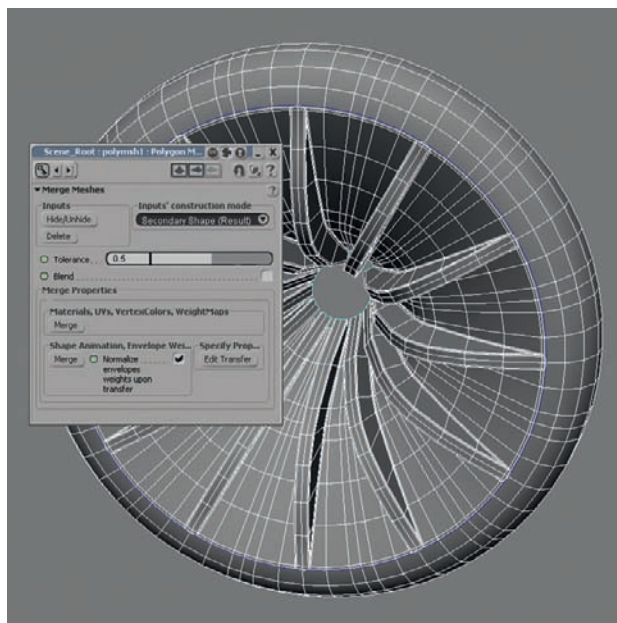 Scene_Root : polymsh1 : Polygon M...
Merge Meshes
Inputs
Inputs' construction mode
Hide/Unhide
Secondary Shape (Result)
Delete
Tolerance... 0.5
Blend
Merge Properties
Materials, UVs, VertexColors, WeightMaps
Merge
Shape Animation, Envelope Wei...
Specify Prop...
Merge
Normalize
envelopes
weights upon
transfer
Edit Transfer